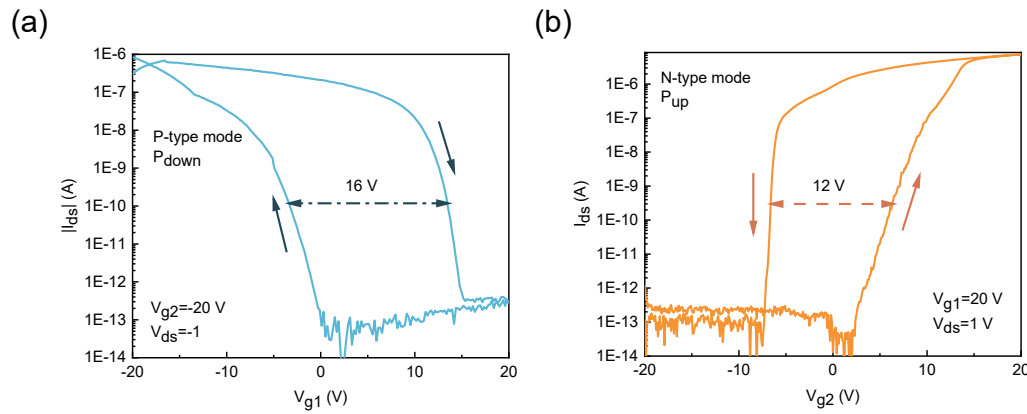 (a)
1E-6
1E-7
1E-8
1E-9
1E-10
1E-11
1E-12
1E-13
1E-14
|Ids| (A)
P-type mode
Pdown
16 V
Vg2=-20 V
Vds=-1
-20
-10
0
10
20
Vg1 (V)
(b)
1E-6
1E-7
1E-8
1E-9
1E-10
1E-11
1E-12
1E-13
1E-14
Ids (A)
N-type mode
Pup
12 V
Vg1=20 V
Vds=1 V
-20
-10
0
10
20
Vg2 (V)